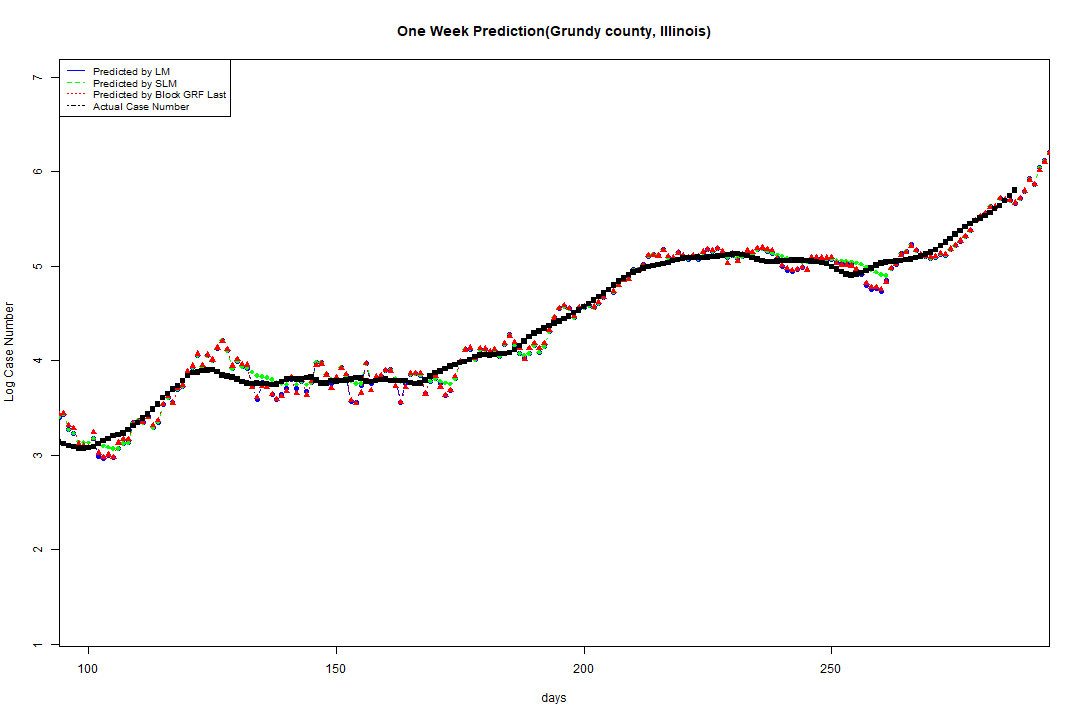 One Week Prediction(Grundy county, Illinois)
Predicted by LM
Predicted by SLM
Predicted by Block GRF Last
Actual Case Number
7
6
5
4
3
2
1
Log Case Number
100 150 200 250
days